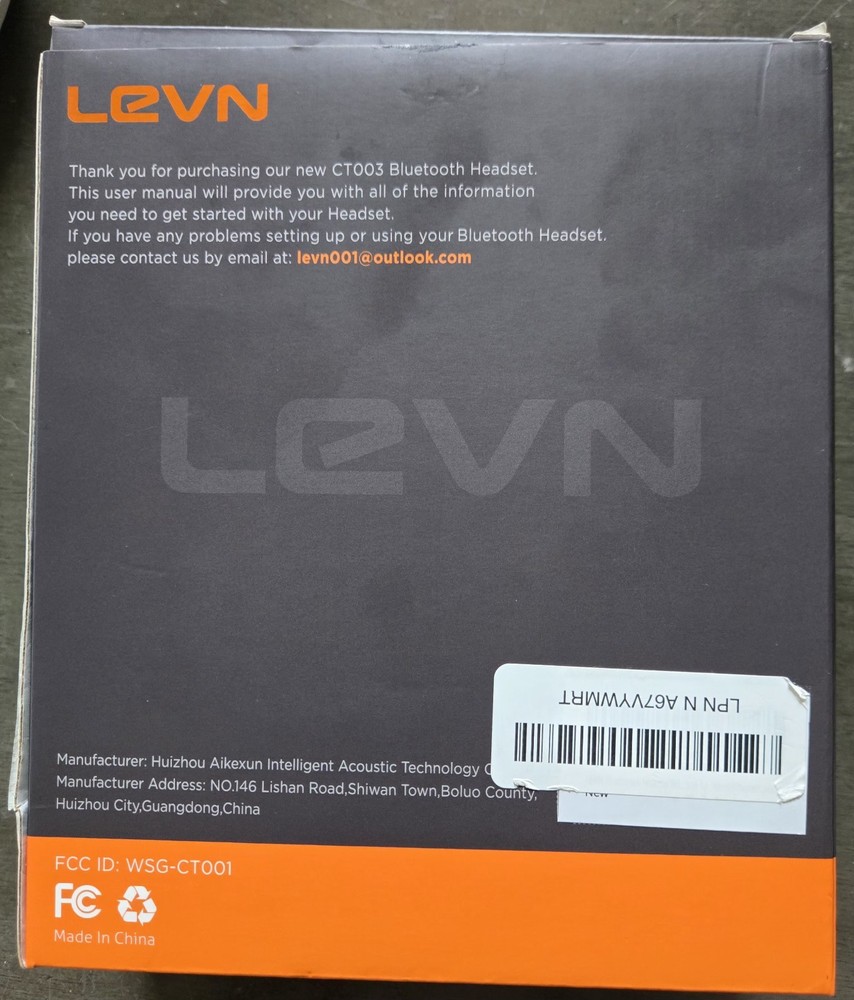 LEVN
Thank you for purchasing our new CT003 Bluetooth Headset.
This user manual will provide you with all of the information
you need to get started with your Headset.
If you have any problems setting up or using your Bluetooth Headset.
please contact us by email at: levn001@outlook.com
LEVN
LPN N A67VYWMRT
New
Manufacturer: Huizhou Aikexun Intelligent Acoustic Technology
Manufacturer Address: NO.146 Lishan Road,Shiwan Town,Boluo County,
Huizhou City,Guangdong,China
FCC ID: WSG-CT001
FC
Made In China